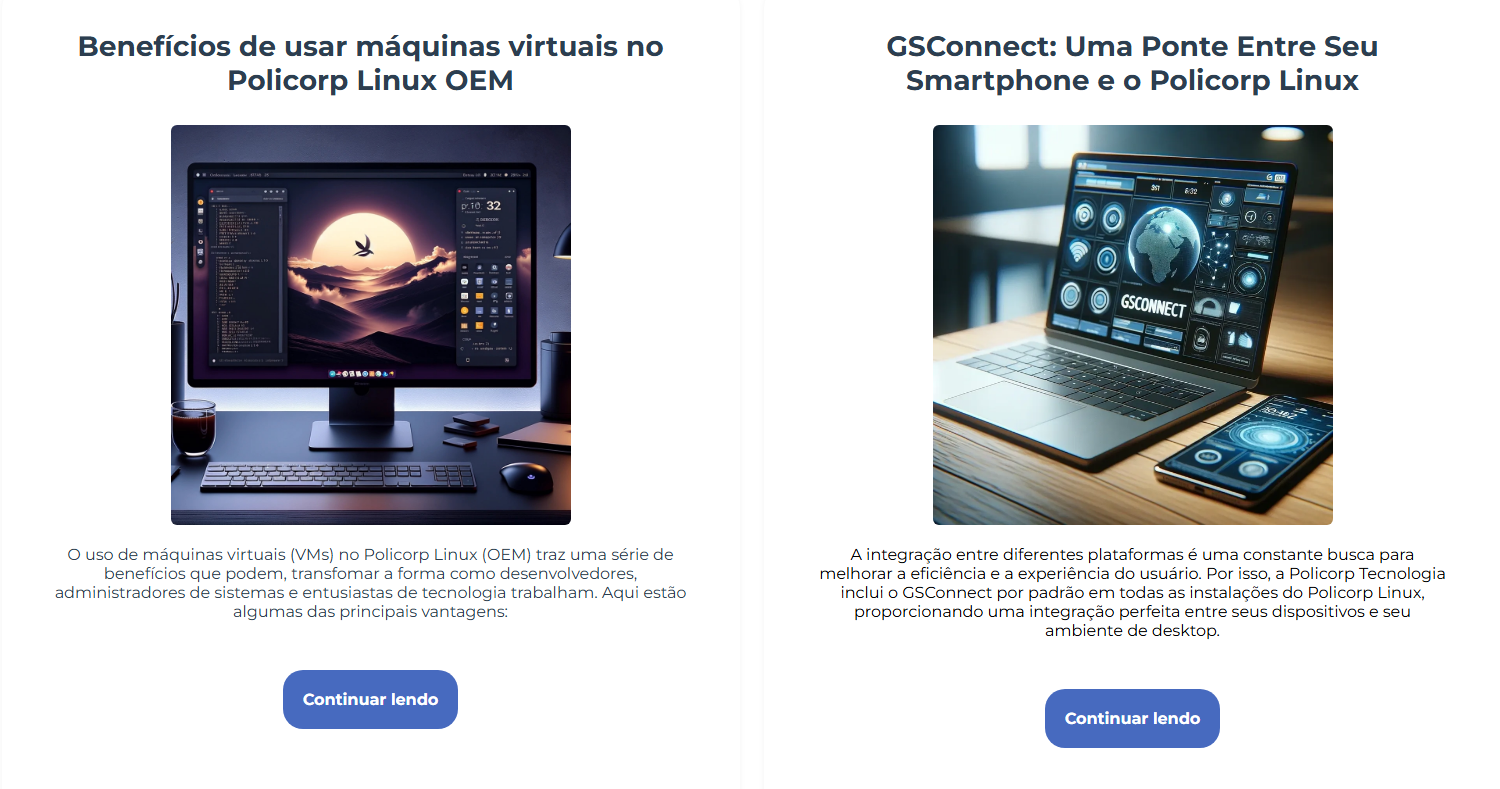 Benefícios de usar máquinas virtuais no
Policorp Linux OEM
O uso de máquinas virtuais (VMs) no Policorp Linux (OEM) traz uma série de
benefícios que podem, transfomar a forma como desenvolvedores,
administradores de sistemas e entusiastas de tecnologia trabalham. Aqui estão
algumas das principais vantagens:
Continuar lendo
GSConnect: Uma Ponte Entre Seu
Smartphone e o Policorp Linux
GSCONNECT
A integração entre diferentes plataformas é uma constante busca para
melhorar a eficiência e a experiência do usuário. Por isso, a Policorp Tecnologia
inclui o GSConnect por padrão em todas as instalações do Policorp Linux,
proporcionando uma integração perfeita entre seus dispositivos e seu
ambiente de desktop.
Continuar lendo